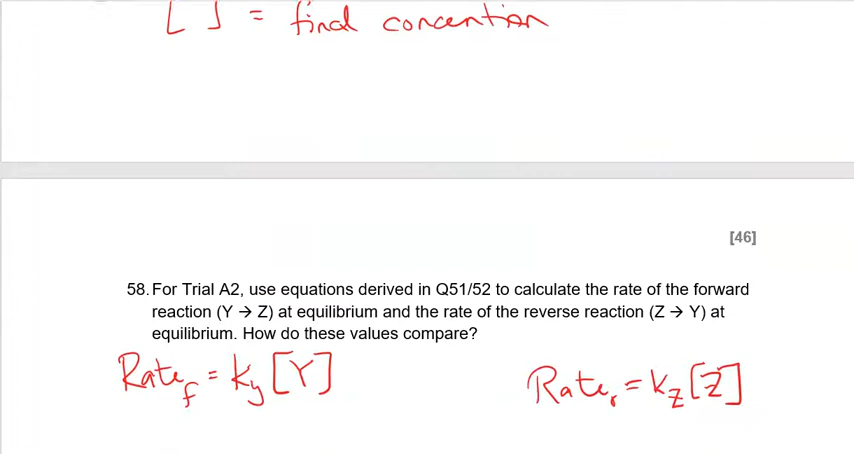 [ ] = final concention
[46]
58. For Trial A2, use equations derived in Q51/52 to calculate the rate of the forward
reaction (Y → Z) at equilibrium and the rate of the reverse reaction (Z → Y) at
equilibrium. How do these values compare?
Rate_f = k_y [Y]
Rate_r = k_z [Z]